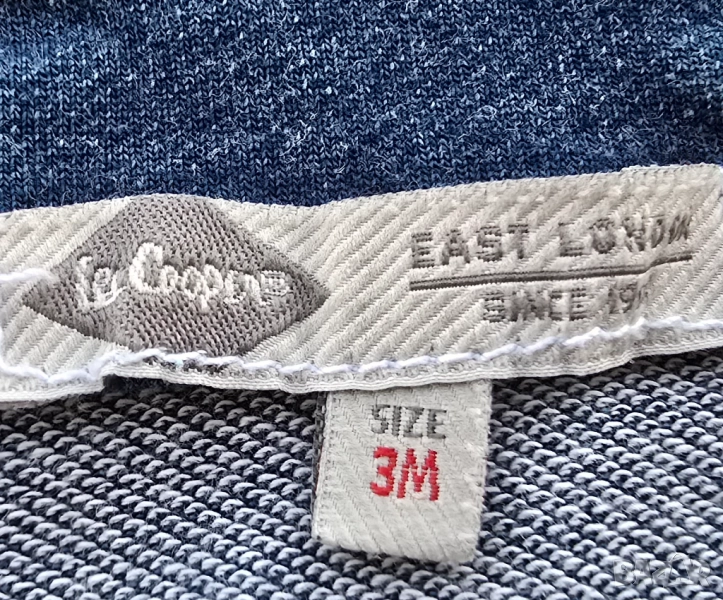 Lee Cooper®
EAST LONDON
SINCE
SIZE
3M